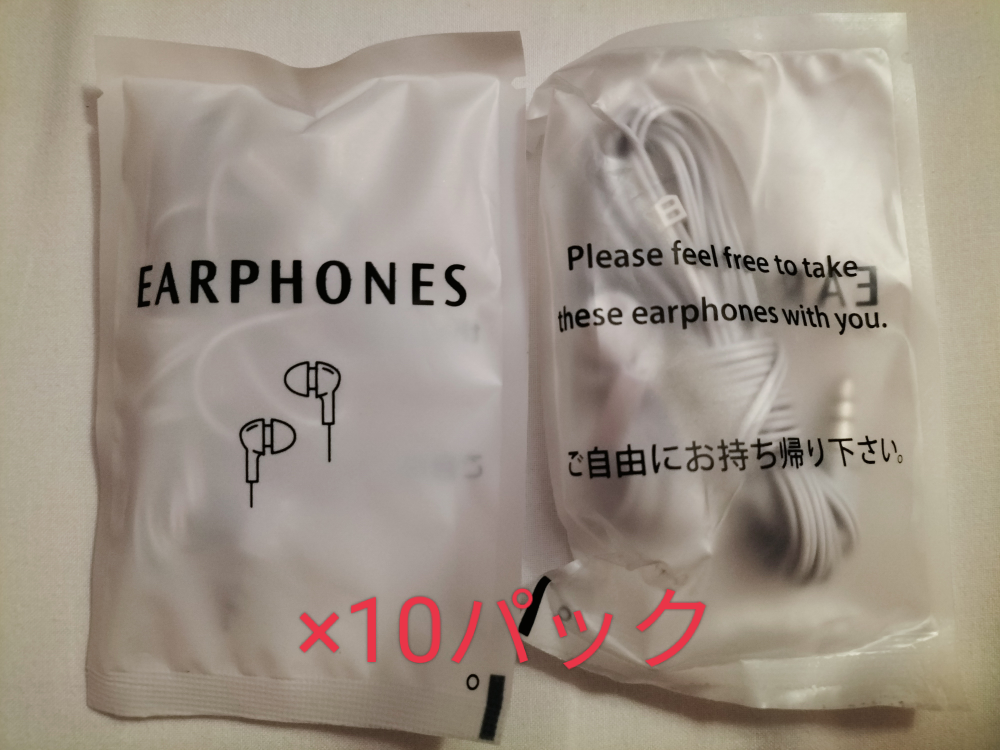 EARPHONES
Please feel free to take
these earphones with you.
ご自由にお持ち帰り下さい。
×10パック